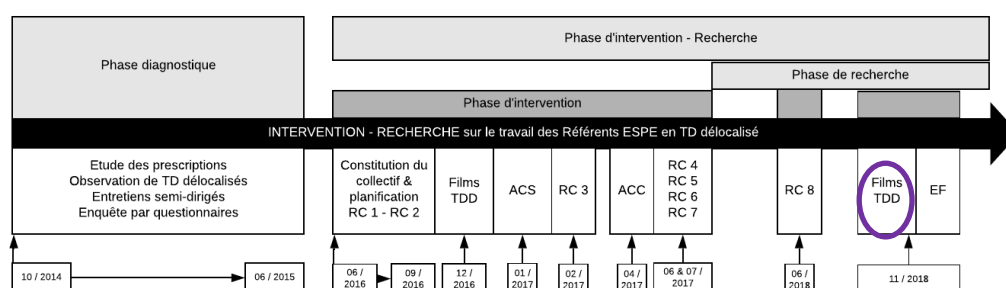 Phase diagnostique
Phase d'intervention - Recherche
Phase de recherche
Phase d'intervention
INTERVENTION - RECHERCHE sur le travail des Référents ESPE en TD délocalisé
Etude des prescriptions
Observation de TD délocalisés
Entretiens semi-dirigés
Enquête par questionnaires
Constitution du
collectif &
planification
RC 1 - RC 2
Films
TDD
ACS
RC 3
ACC
RC 4
RC 5
RC 6
RC 7
RC 8
Films
TDD
EF
10 / 2014
06 / 2015
06 /
2016
09 /
2016
12 /
2016
01 /
2017
02 /
2017
04 /
2017
06 & 07 /
2017
06 /
2018
11 / 2018